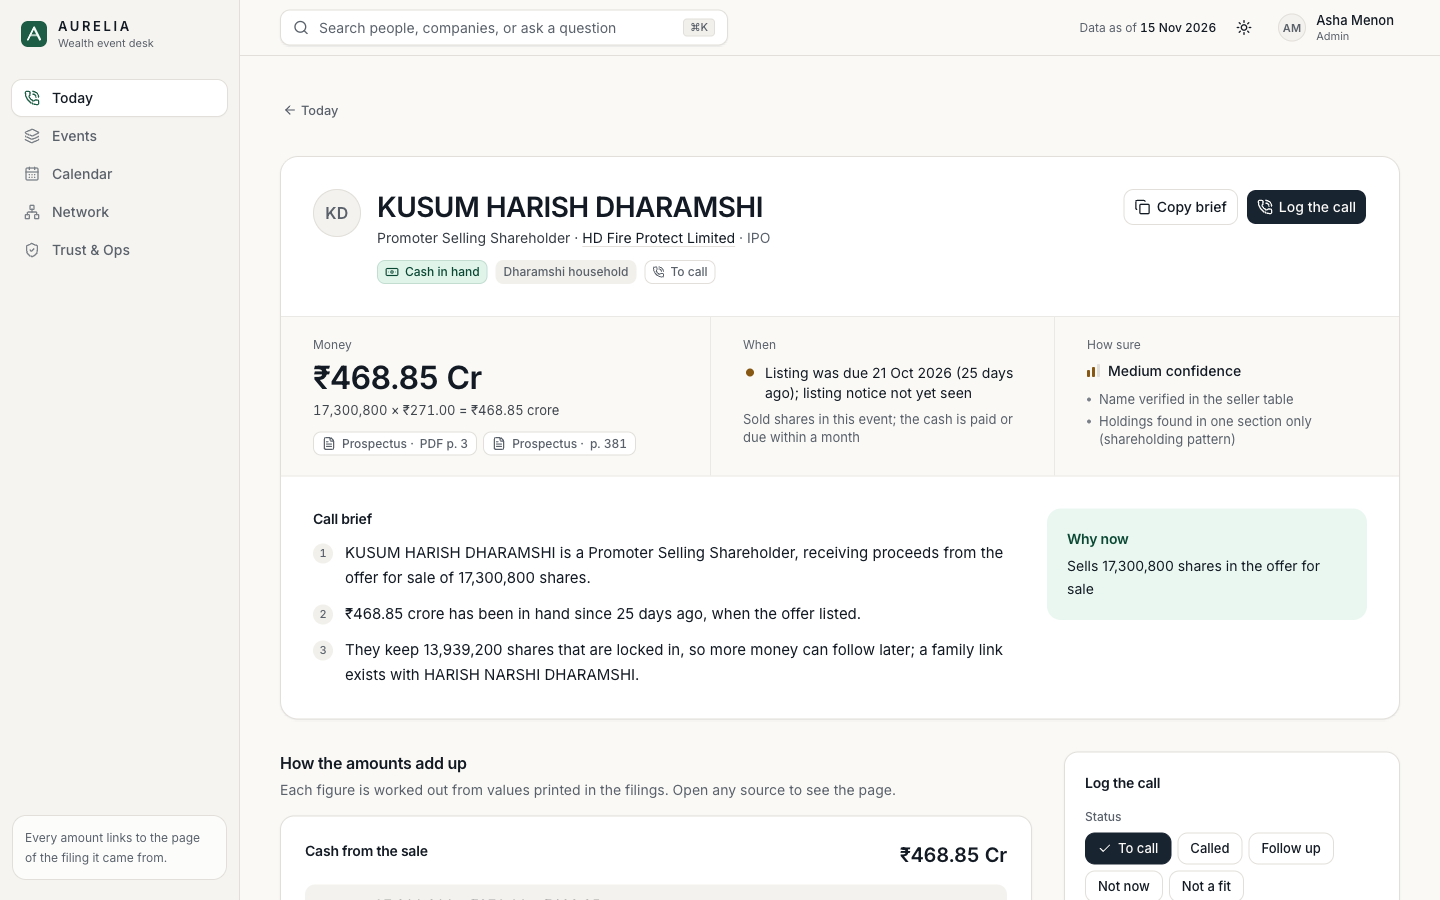 AURELIA
Wealth event desk
Search people, companies, or ask a question
⌘K
Data as of 15 Nov 2026
AM
Asha Menon
Admin
Today
Events
Calendar
Network
Trust & Ops
Every amount links to the page
of the filing it came from.
← Today
KD
KUSUM HARISH DHARAMSHI
Promoter Selling Shareholder · HD Fire Protect Limited · IPO
Cash in hand
Dharamshi household
To call
Copy brief
Log the call
Money
₹468.85 Cr
17,300,800 × ₹271.00 = ₹468.85 crore
Prospectus · PDF p. 3
Prospectus · p. 381
When
Listing was due 21 Oct 2026 (25 days
ago); listing notice not yet seen
Sold shares in this event; the cash is paid or
due within a month
How sure
Medium confidence
• Name verified in the seller table
• Holdings found in one section only
(shareholding pattern)
Call brief
1 KUSUM HARISH DHARAMSHI is a Promoter Selling Shareholder, receiving proceeds from the
offer for sale of 17,300,800 shares.
2 ₹468.85 crore has been in hand since 25 days ago, when the offer listed.
3 They keep 13,939,200 shares that are locked in, so more money can follow later; a family link
exists with HARISH NARSHI DHARAMSHI.
Why now
Sells 17,300,800 shares in the offer for
sale
How the amounts add up
Each figure is worked out from values printed in the filings. Open any source to see the page.
Cash from the sale
₹468.85 Cr
Log the call
Status
To call
Called
Follow up
Not now
Not a fit